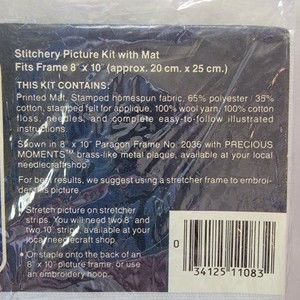 Stitchery Picture Kit with Mat
Fits Frame 8" x 10" (approx. 20 cm. x 25 cm.)
THIS KIT CONTAINS:
Printed Mat, Stamped homespun fabric, 65% polyester / 35%
cotton, stamped felt for applique, 100% wool yarn, 100% cotton
floss, needles, and complete easy-to-follow illustrated
instructions.
Shown in 8" x 10" Paragon Frame No. 2036 with PRECIOUS
MOMENTS™ brass-like metal plaque, available at your local
needlecraft shop.
For best results, we suggest using a stretcher frame to embroi-
der this picture.
• Stretch picture on stretcher
strips. You will need two 8" and
two 10" strips, available at your
local needlecraft shop.
• Or staple onto the back of an
8" x 10" picture frame, or use
an embroidery hoop.
0
34125 11083